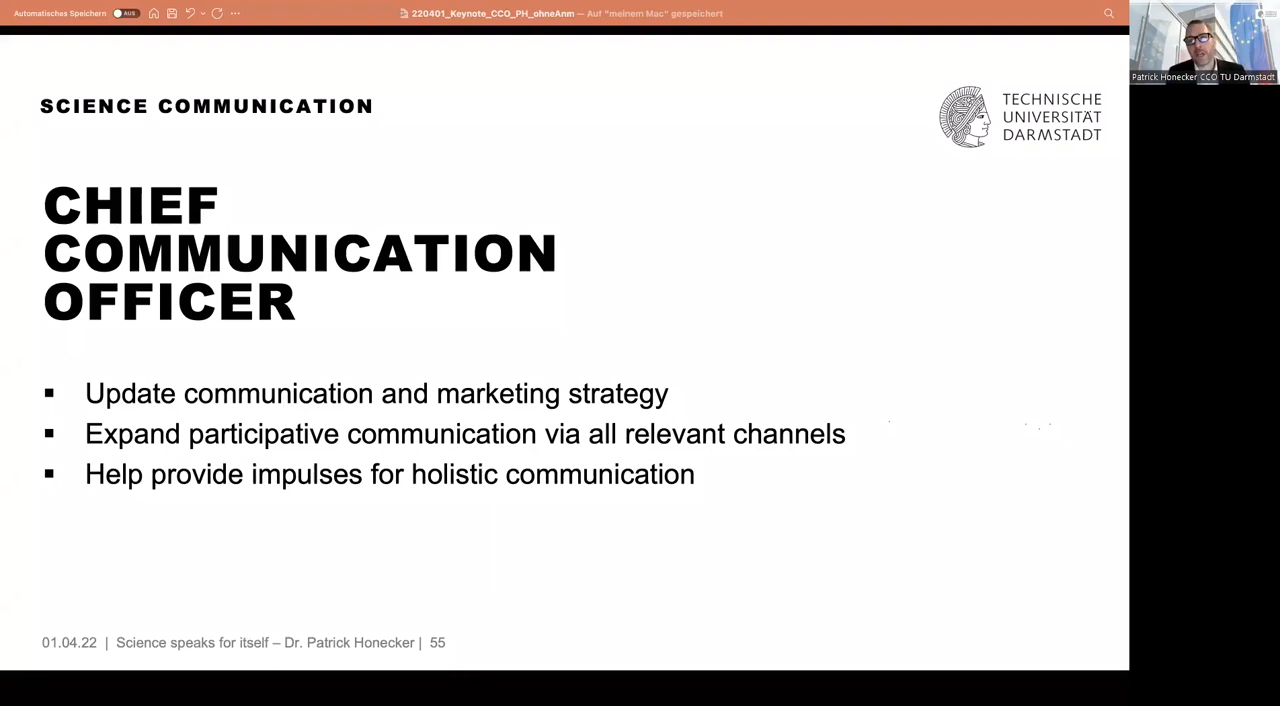 Automatisches Speichern AUS 220401_Keynote_CCO_PH_ohneAnm — Auf "meinem Mac" gespeichert
Patrick Honecker CCO TU Darmstadt
SCIENCE COMMUNICATION
TECHNISCHE
UNIVERSITÄT
DARMSTADT
CHIEF
COMMUNICATION
OFFICER
▪ Update communication and marketing strategy
▪ Expand participative communication via all relevant channels
▪ Help provide impulses for holistic communication
01.04.22 | Science speaks for itself – Dr. Patrick Honecker | 55